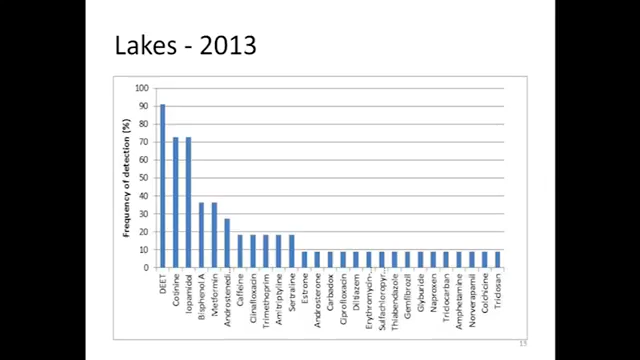 Lakes - 2013
Frequency of detection (%)
100
90
80
70
60
50
40
30
20
10
0
DEET
Cotinine
Iopamidol
Bisphenol A
Metformin
Androstenedi...
Caffeine
Clinafloxacin
Trimethoprim
Amitriptyline
Sertraline
Estrone
Androsterone
Carbadox
Ciprofloxacin
Diltiazem
Erythromycin-...
Sulfachloropyr...
Thiabendazole
Gemfibrozil
Glyburide
Naproxen
Triclocarban
Amphetamine
Norverapamil
Colchicine
Triclosan